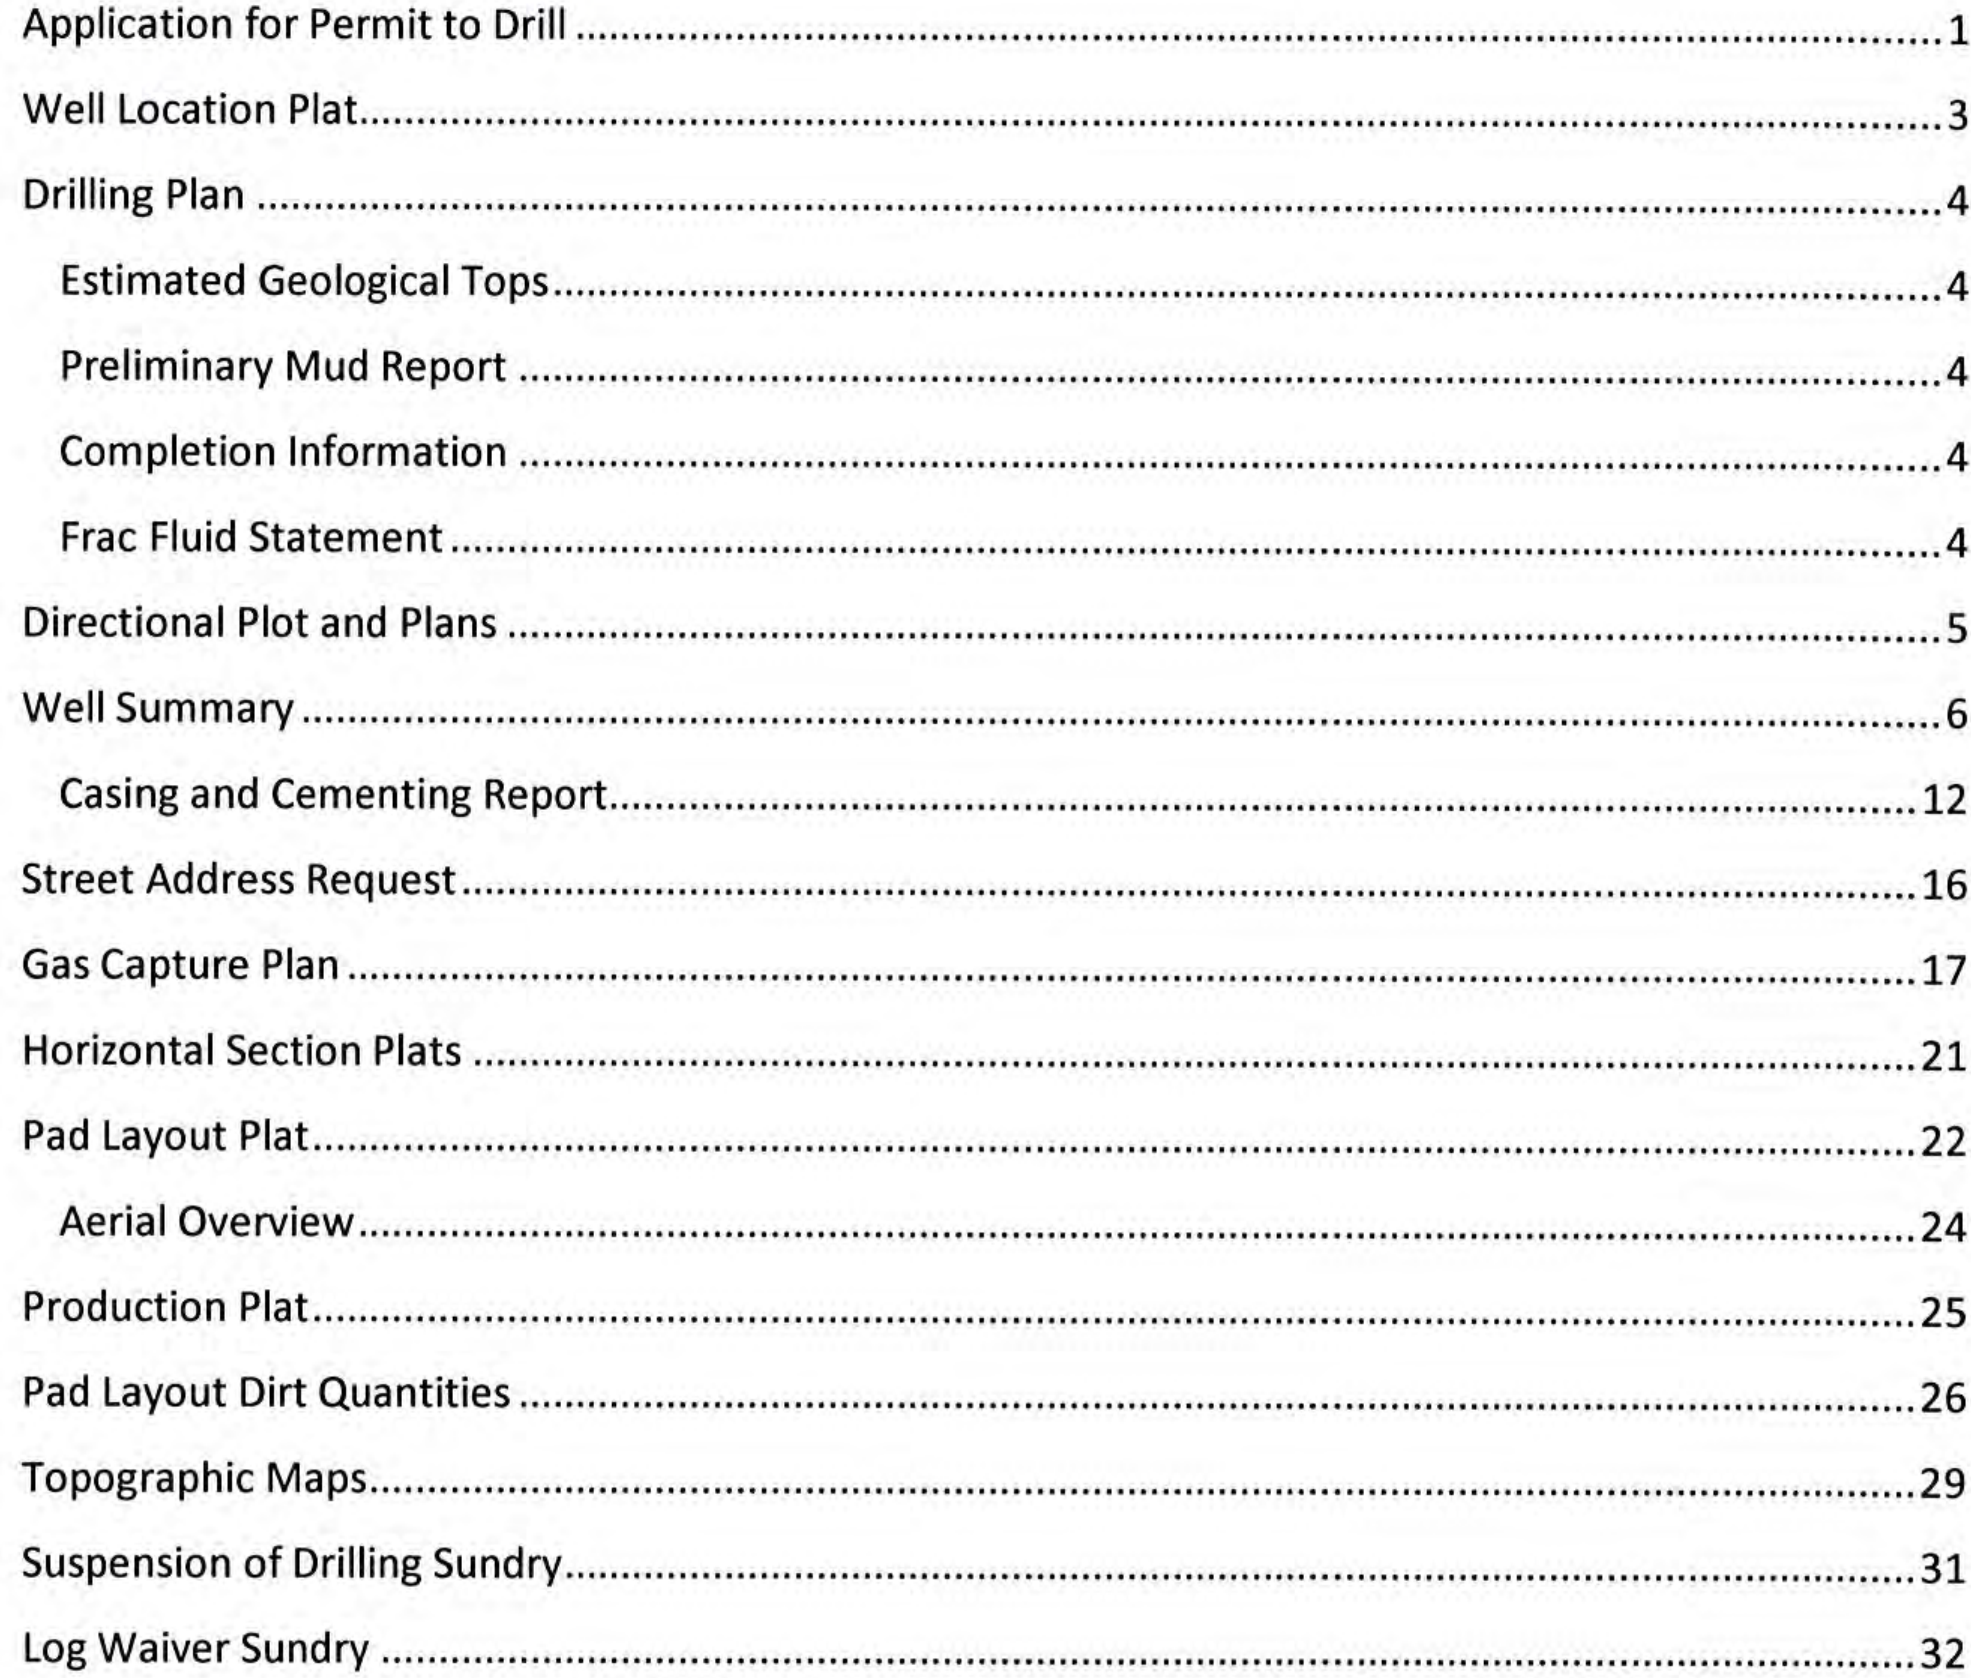 Application for Permit to Drill ........................................ 1
Well Location Plat........................................ 3
Drilling Plan ........................................ 4
Estimated Geological Tops........................................ 4
Preliminary Mud Report ........................................ 4
Completion Information ........................................ 4
Frac Fluid Statement ........................................ 4
Directional Plot and Plans ........................................ 5
Well Summary ........................................ 6
Casing and Cementing Report........................................ 12
Street Address Request ........................................ 16
Gas Capture Plan ........................................ 17
Horizontal Section Plats ........................................ 21
Pad Layout Plat........................................ 22
Aerial Overview........................................ 24
Production Plat........................................ 25
Pad Layout Dirt Quantities ........................................ 26
Topographic Maps........................................ 29
Suspension of Drilling Sundry........................................ 31
Log Waiver Sundry ........................................ 32